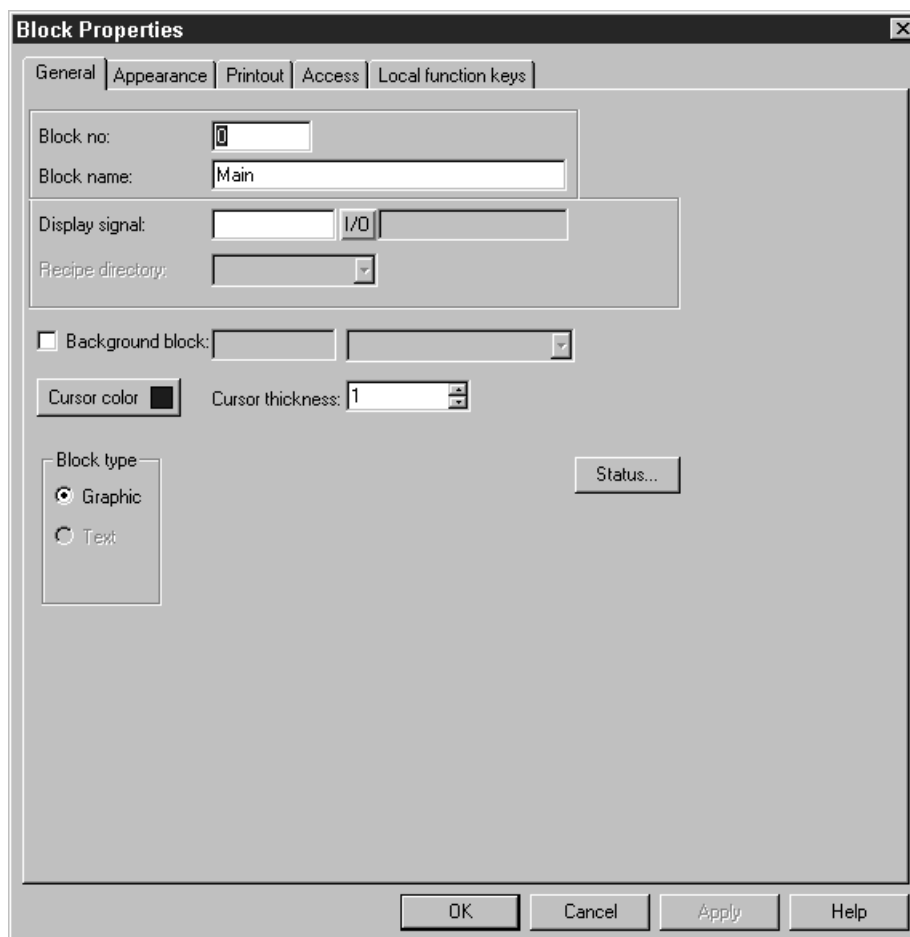 Block Properties
General Appearance Printout Access Local function keys
Block no: 0
Block name: Main
Display signal: I/O
Recipe directory:
Background block:
Cursor color Cursor thickness: 1
Block type
Status...
Graphic
Text
OK Cancel Apply Help